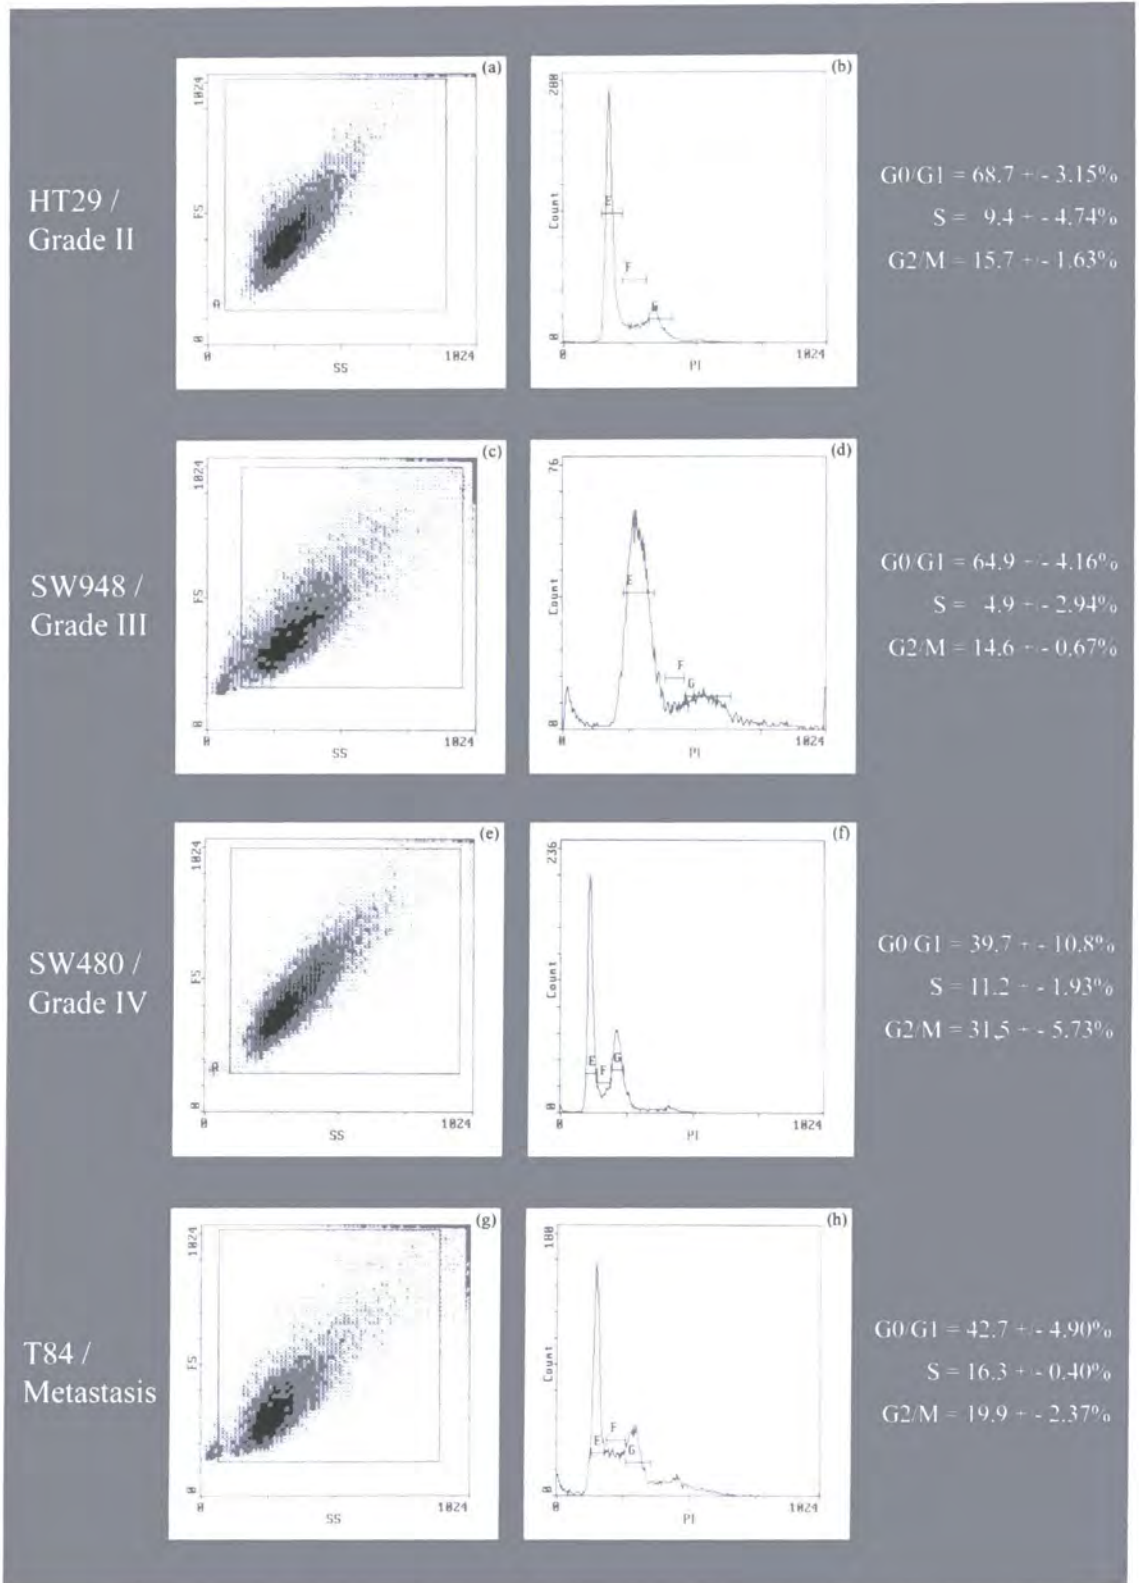 HT29 /
Grade II
(a)
1024
FS
0
A
0
1024
SS
(b)
200
Count
0
E
F
G
0
1024
PI
G0/G1 = 68.7 +/- 3.15%
S = 9.4 +/- 4.74%
G2/M = 15.7 +/- 1.63%
SW948 /
Grade III
(c)
1024
FS
0
0
1024
SS
(d)
76
Count
0
E
F
G
0
1024
PI
G0/G1 = 64.9 +/- 4.16%
S = 4.9 +/- 2.94%
G2/M = 14.6 +/- 0.67%
SW480 /
Grade IV
(e)
1024
FS
0
A
0
1024
SS
(f)
236
Count
0
E
F
G
0
1024
PI
G0/G1 = 39.7 +/- 10.8%
S = 11.2 +/- 1.93%
G2/M = 31.5 +/- 5.73%
T84 /
Metastasis
(g)
1024
FS
0
0
1024
SS
(h)
180
Count
0
E
F
G
0
1024
PI
G0/G1 = 42.7 +/- 4.90%
S = 16.3 +/- 0.40%
G2/M = 19.9 +/- 2.37%